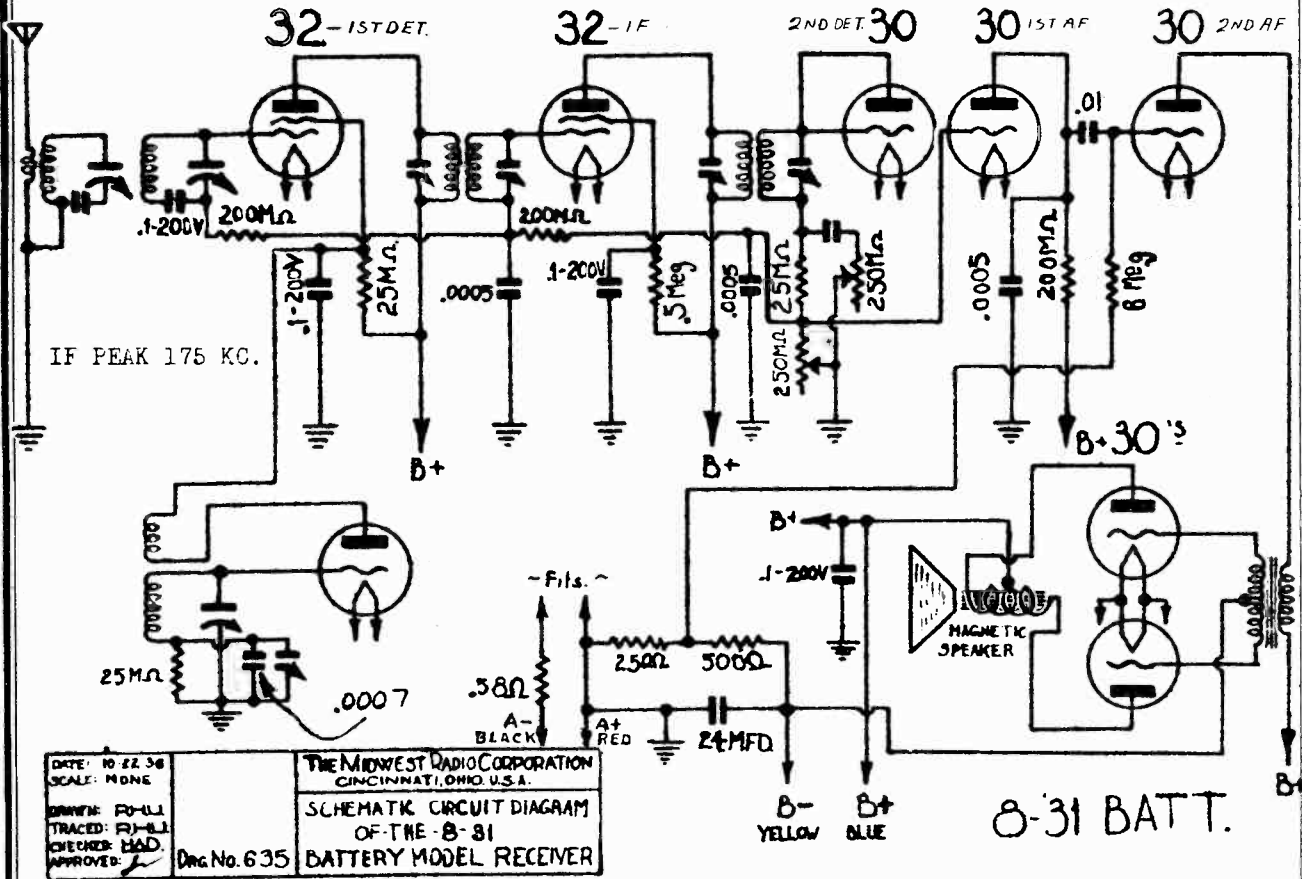 32-1ST DET.
32-IF
2ND DET. 30
30 1ST AF
30 2ND AF
.01
.1-200V
200MΩ
200MΩ
.1-200V
25MΩ
.0005
.1-200V
.5 Meg
.0005
25MΩ
250MΩ
250MΩ
.0005
200MΩ
IF PEAK 175 KC.
B+
B+
B+
30'S
B+
.1-200V
~Fils.~
MAGNETIC
SPEAKER
25MΩ
.0007
250Ω
500Ω
.58Ω
A-
BLACK
A+
RED
24MFD
B-
YELLOW
B+
BLUE
B+
8-31 BATT.
DATE: 10-22-36
SCALE: NONE
DRAWN:
TRACED:
CHECKED: HAD.
APPROVED:
DRG No. 635
THE MIDWEST RADIO CORPORATION
CINCINNATI, OHIO. U.S.A.
SCHEMATIC CIRCUIT DIAGRAM
OF-THE-8-31
BATTERY MODEL RECEIVER